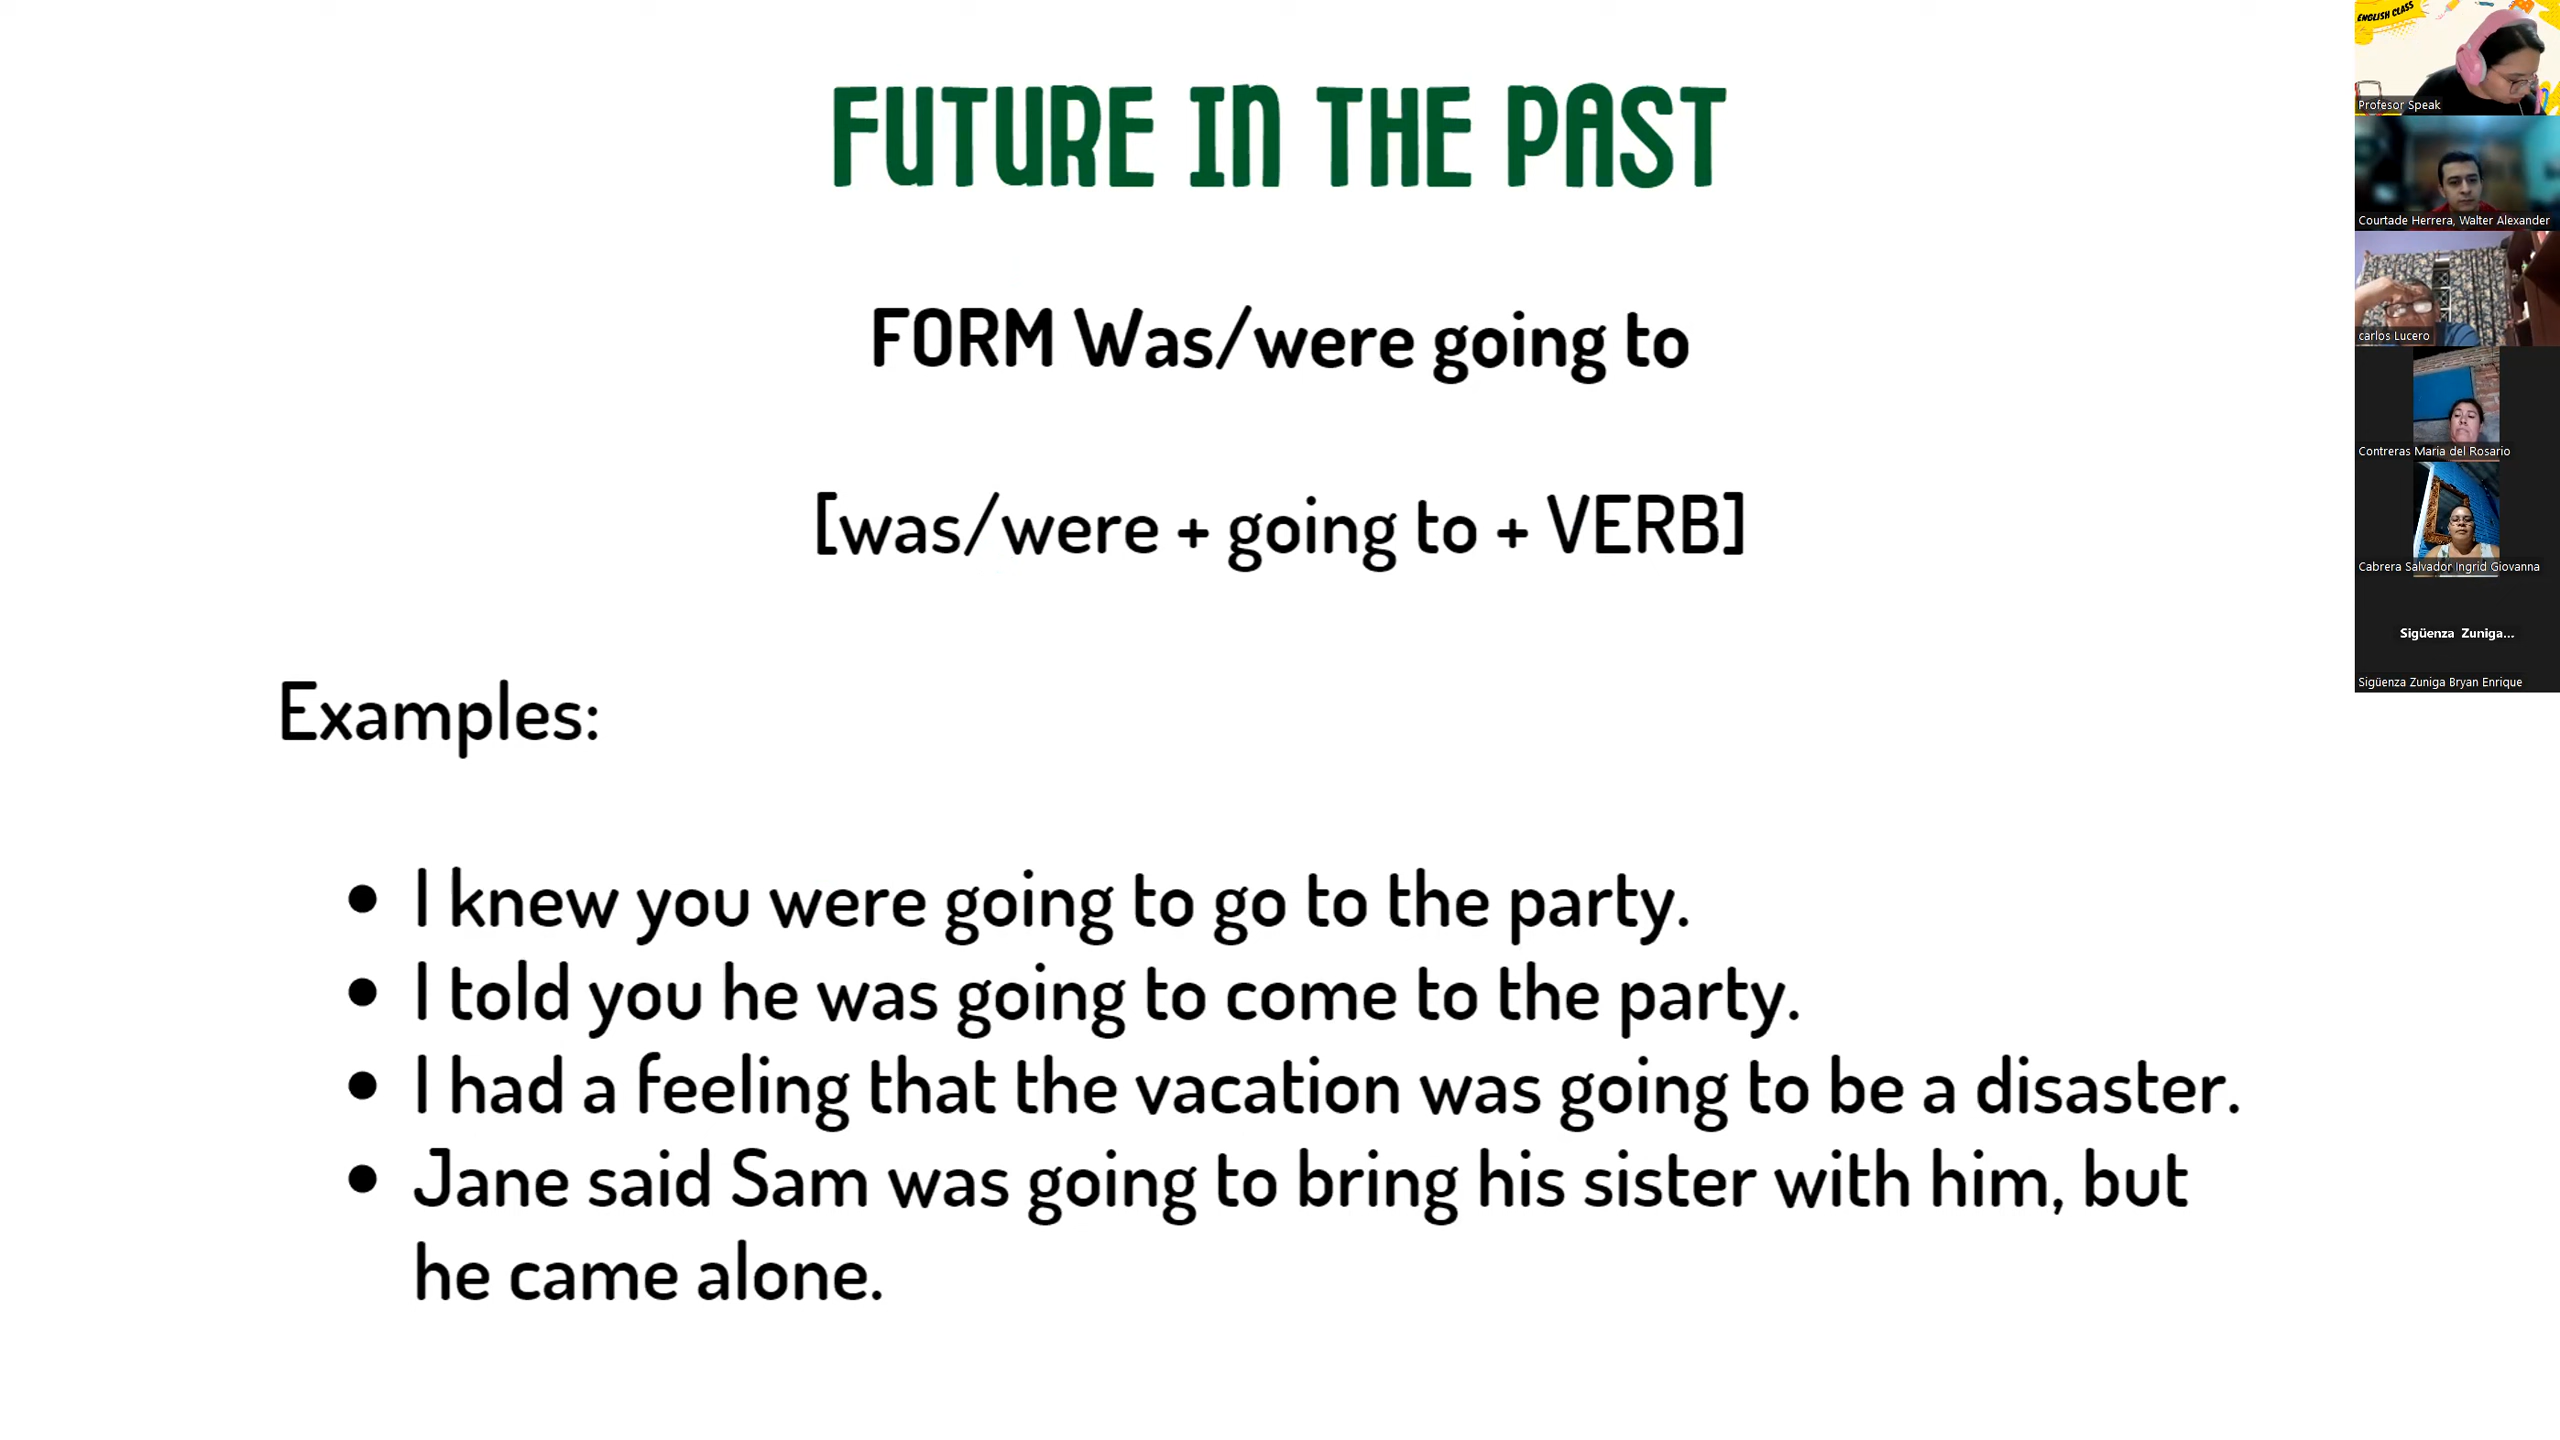 FUTURE IN THE PAST
FORM Was/were going to
[was/were + going to + VERB]
Examples:
• I knew you were going to go to the party.
• I told you he was going to come to the party.
• I had a feeling that the vacation was going to be a disaster.
• Jane said Sam was going to bring his sister with him, but
he came alone.
ENGLISH CLASS
Profesor Speak
Courtade Herrera, Walter Alexander
carlos Lucero
Contreras Maria del Rosario
Cabrera Salvador Ingrid Giovanna
Sigüenza Zuniga...
Sigüenza Zuniga Bryan Enrique